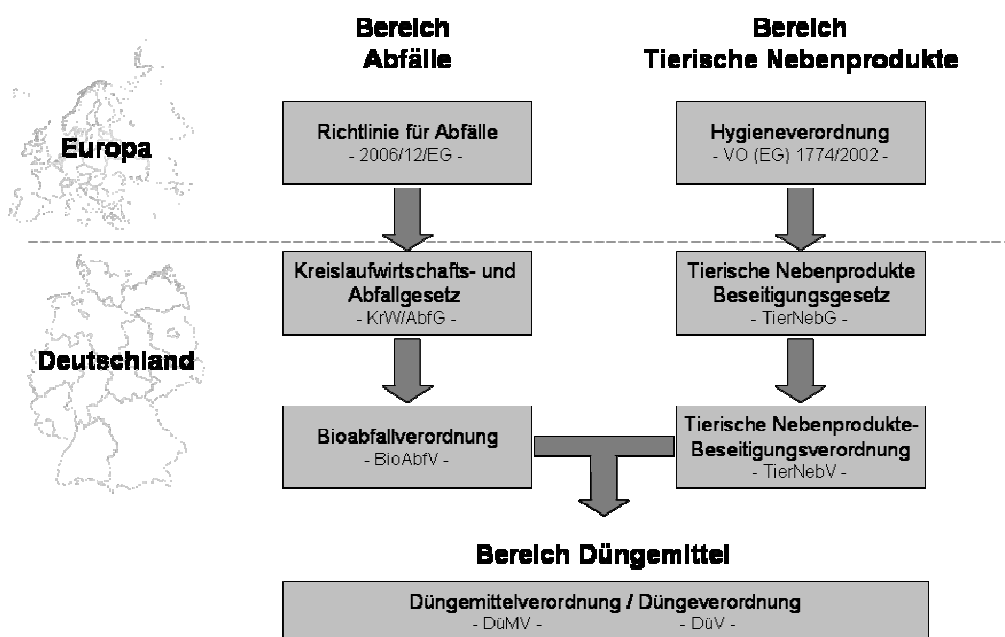 Bereich
Abfälle
Bereich
Tierische Nebenprodukte
Europa
Richtlinie für Abfälle
- 2006/12/EG -
Hygieneverordnung
- VO (EG) 1774/2002 -
Deutschland
Kreislaufwirtschafts- und
Abfallgesetz
- KrW/AbfG -
Tierische Nebenprodukte
Beseitigungsgesetz
- TierNebG -
Bioabfallverordnung
- BioAbfV -
Tierische Nebenprodukte-
Beseitigungsverordnung
- TierNebV -
Bereich Düngemittel
Düngemittelverordnung / Düngeverordnung
- DüMV - - DüV -